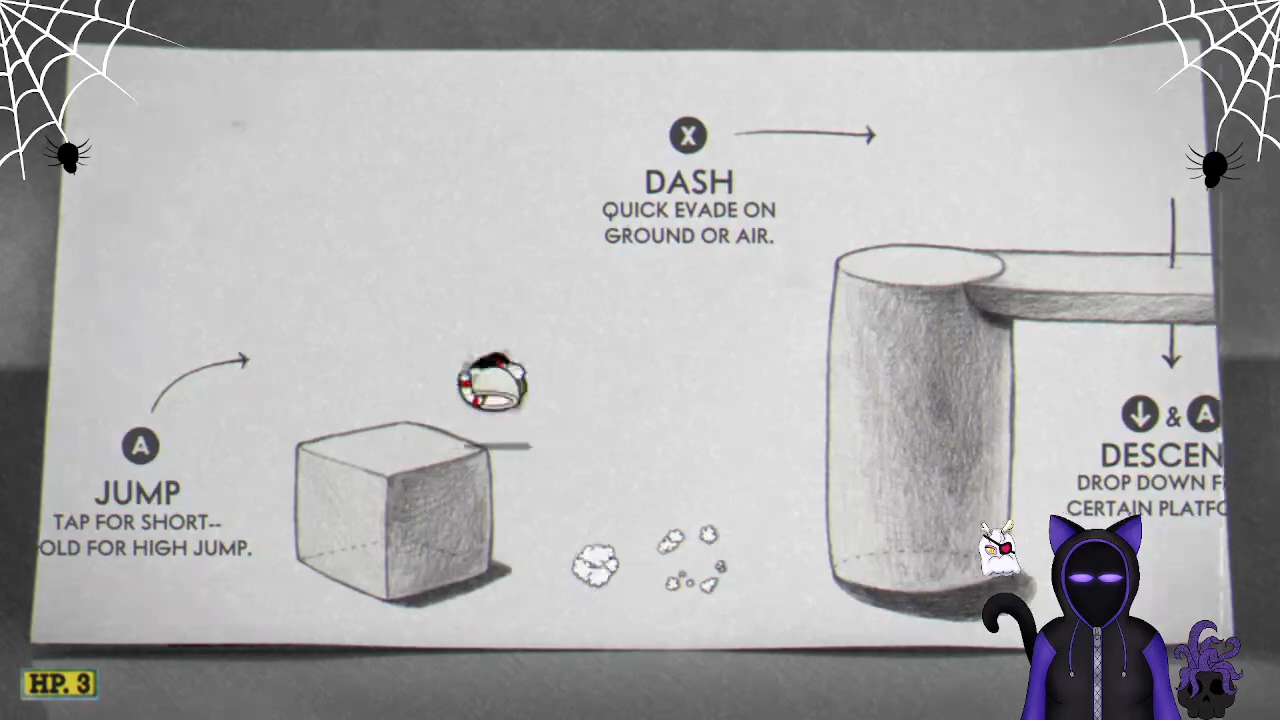 X
DASH
QUICK EVADE ON
GROUND OR AIR.
A
JUMP
TAP FOR SHORT--
OLD FOR HIGH JUMP.
& A
DESCEN
DROP DOWN F
CERTAIN PLATFO
HP. 3